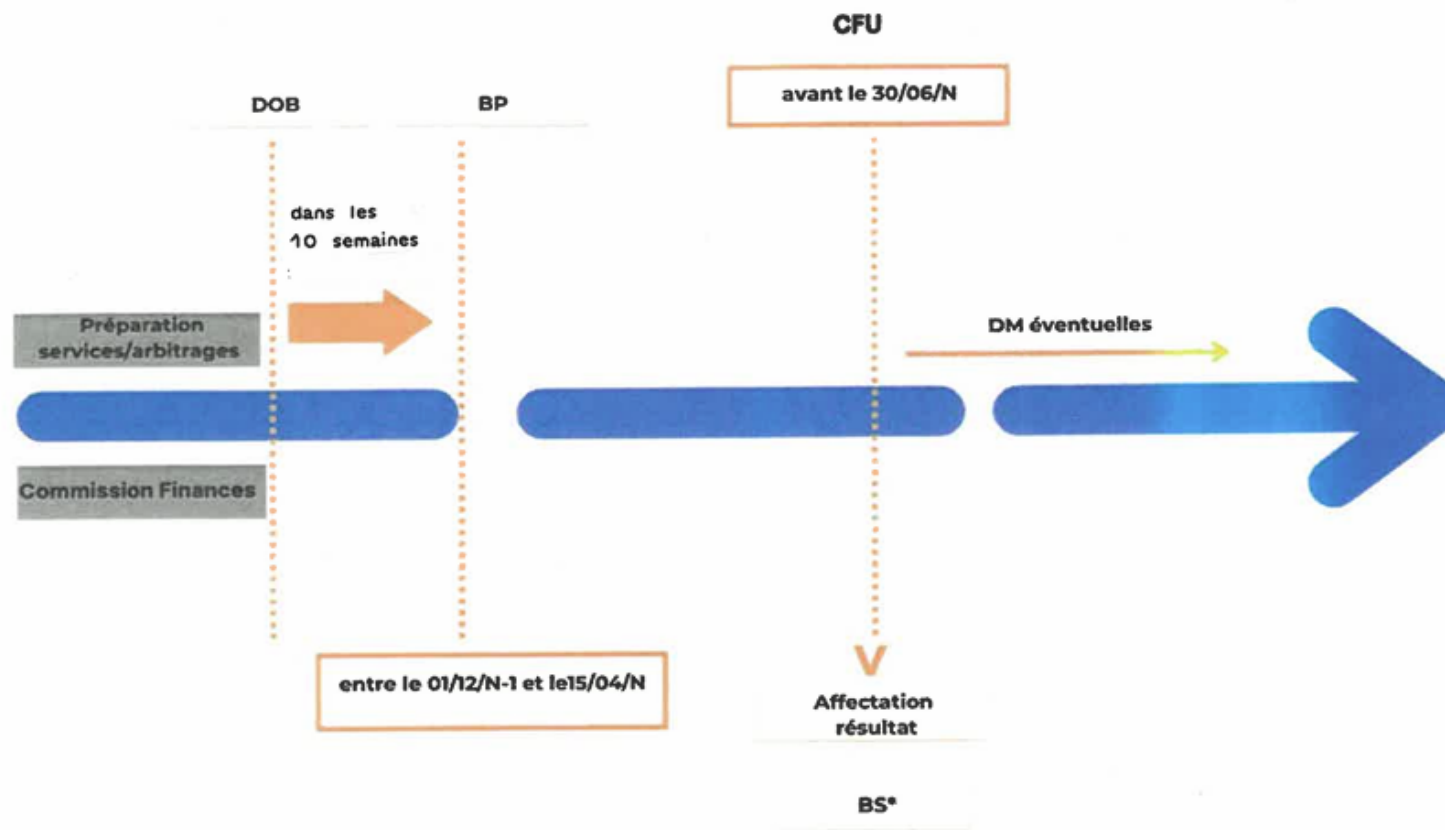 CFU
avant le 30/06/N
DOB
BP
dans les
10 semaines
:
Préparation
services/arbitrages
DM éventuelles
Commission Finances
entre le 01/12/N-1 et le15/04/N
V
Affectation
résultat
BS*